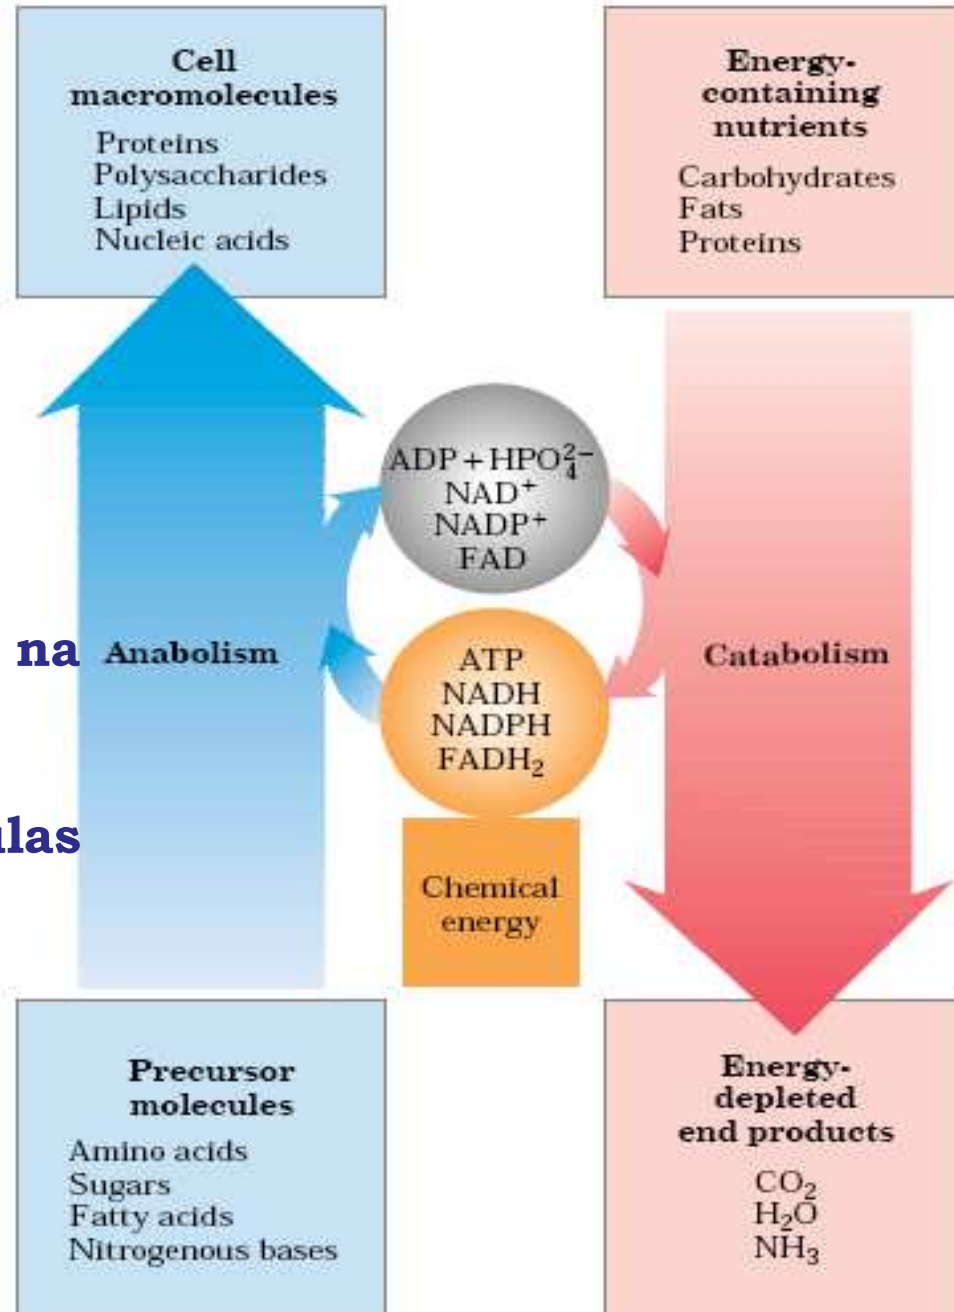 Cell
macromolecules
Proteins
Polysaccharides
Lipids
Nucleic acids
Energy-
containing
nutrients
Carbohydrates
Fats
Proteins
ADP + HPO₄²⁻
NAD⁺
NADP⁺
FAD
na
Anabolism
ATP
NADH
NADPH
FADH₂
Catabolism
ulas
Chemical
energy
Precursor
molecules
Amino acids
Sugars
Fatty acids
Nitrogenous bases
Energy-
depleted
end products
CO₂
H₂O
NH₃